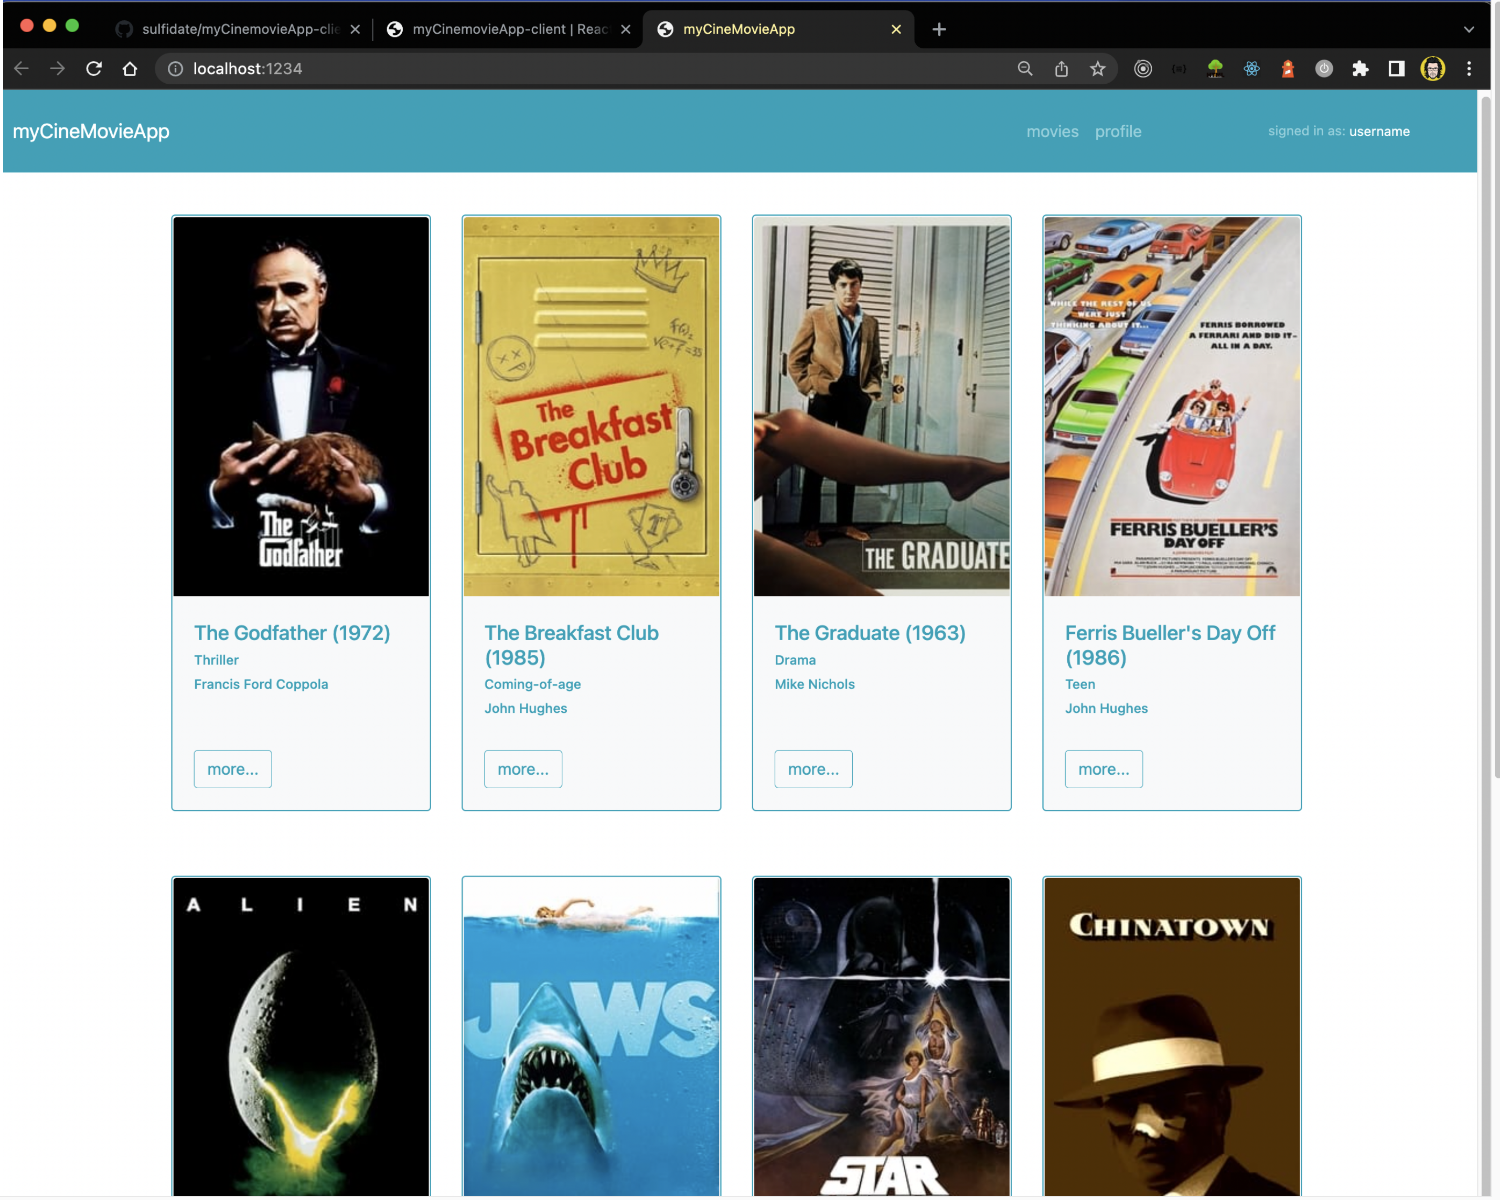 sulfidate/myCinemovieApp-clie
myCinemovieApp-client | Reac
myCineMovieApp
localhost:1234
myCineMovieApp
movies
profile
signed in as: username
The
Godfather
The
Breakfast
Club
THE GRADUATE
WHILE THE REST OF US
WERE JUST
THINKING ABOUT IT...
FERRIS BORROWED
A FERRARI AND DID IT-
ALL IN A DAY.
FERRIS BUELLER'S
DAY OFF
The Godfather (1972)
Thriller
Francis Ford Coppola
more...
The Breakfast Club
(1985)
Coming-of-age
John Hughes
more...
The Graduate (1963)
Drama
Mike Nichols
more...
Ferris Bueller's Day Off
(1986)
Teen
John Hughes
more...
ALIEN
JAWS
STAR
CHINATOWN